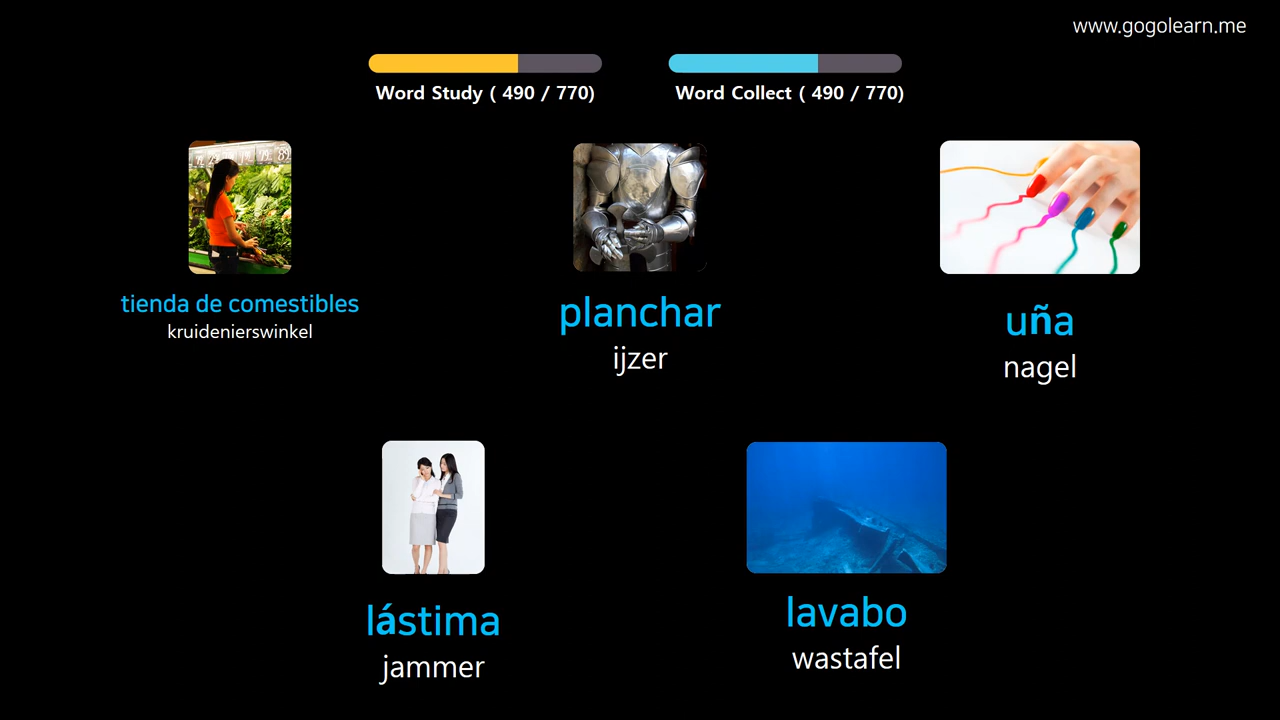 www.gogolearn.me
Word Study ( 490 / 770)
Word Collect ( 490 / 770)
tienda de comestibles
kruidenierswinkel
planchar
ijzer
uña
nagel
lástima
jammer
lavabo
wastafel